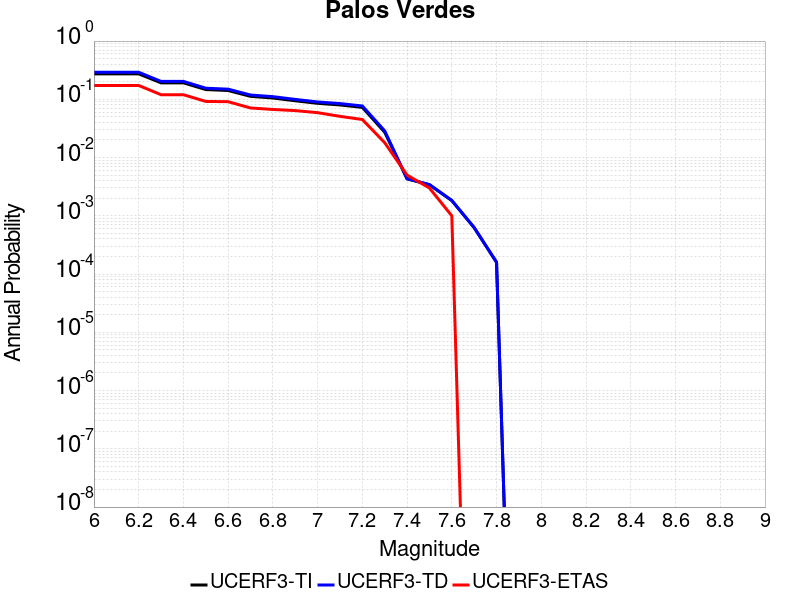 Palos Verdes
10^0
10^-1
10^-2
10^-3
10^-4
10^-5
10^-6
10^-7
10^-8
Annual Probability
6 6.2 6.4 6.6 6.8 7 7.2 7.4 7.6 7.8 8 8.2 8.4 8.6 8.8 9
Magnitude
UCERF3-TI UCERF3-TD UCERF3-ETAS